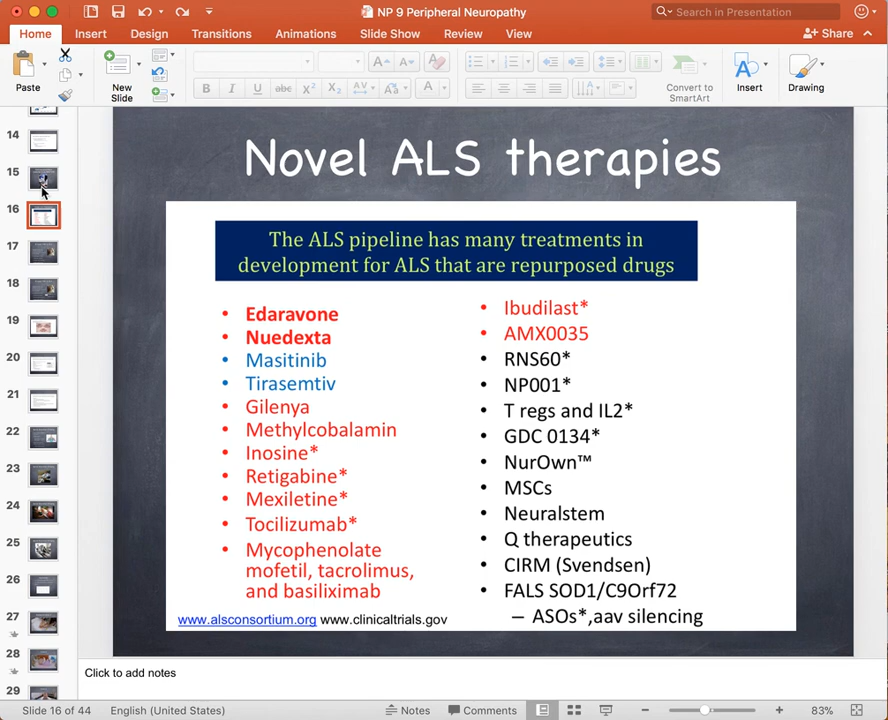 NP 9 Peripheral Neuropathy
Search in Presentation
Home Insert Design Transitions Animations Slide Show Review View
Share
Paste
New
Slide
B I U abc X² X₂ AV Aa A
Convert to
SmartArt
Insert
Drawing
14
15
16
17
18
19
20
21
22
23
24
25
26
27
28
29
Novel ALS therapies
The ALS pipeline has many treatments in
development for ALS that are repurposed drugs
• Edaravone
• Nuedexta
• Masitinib
• Tirasemtiv
• Gilenya
• Methylcobalamin
• Inosine*
• Retigabine*
• Mexiletine*
• Tocilizumab*
• Mycophenolate
mofetil, tacrolimus,
and basiliximab
www.alsconsortium.org www.clinicaltrials.gov
• Ibudilast*
• AMX0035
• RNS60*
• NP001*
• T regs and IL2*
• GDC 0134*
• NurOwn™
• MSCs
• Neuralstem
• Q therapeutics
• CIRM (Svendsen)
• FALS SOD1/C9Orf72
– ASOs*,aav silencing
Click to add notes
Slide 16 of 44 English (United States) Notes Comments 83%